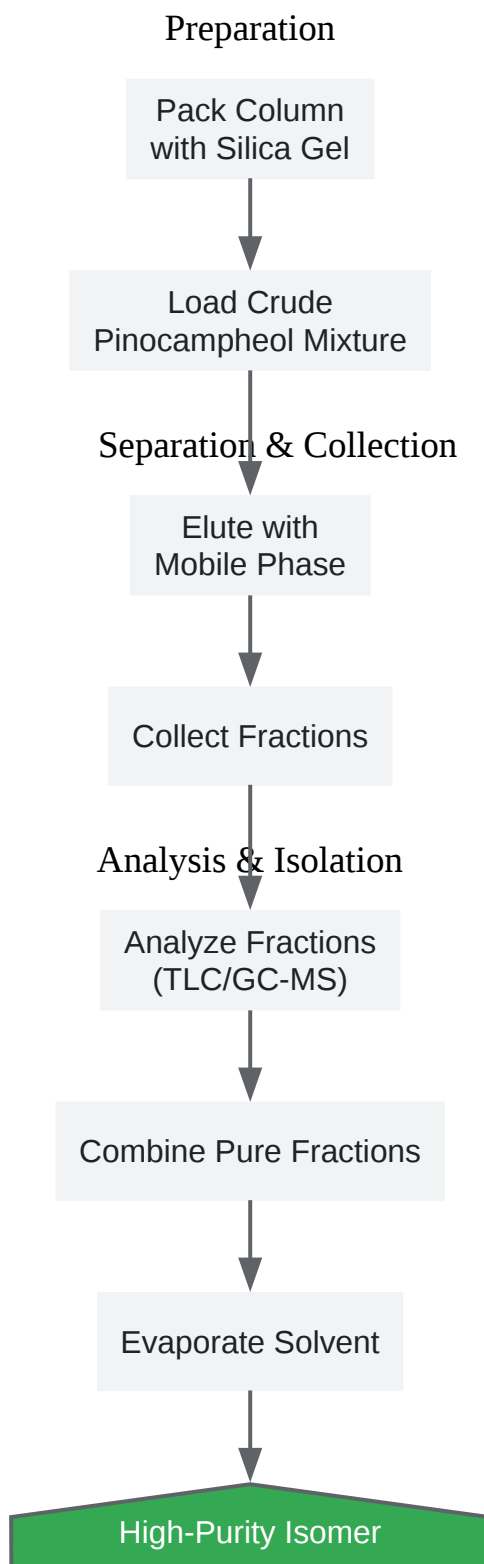 Preparation
Pack Column
with Silica Gel
Load Crude
Pinocampheol Mixture
Separation & Collection
Elute with
Mobile Phase
Collect Fractions
Analysis & Isolation
Analyze Fractions
(TLC/GC-MS)
Combine Pure Fractions
Evaporate Solvent
High-Purity Isomer